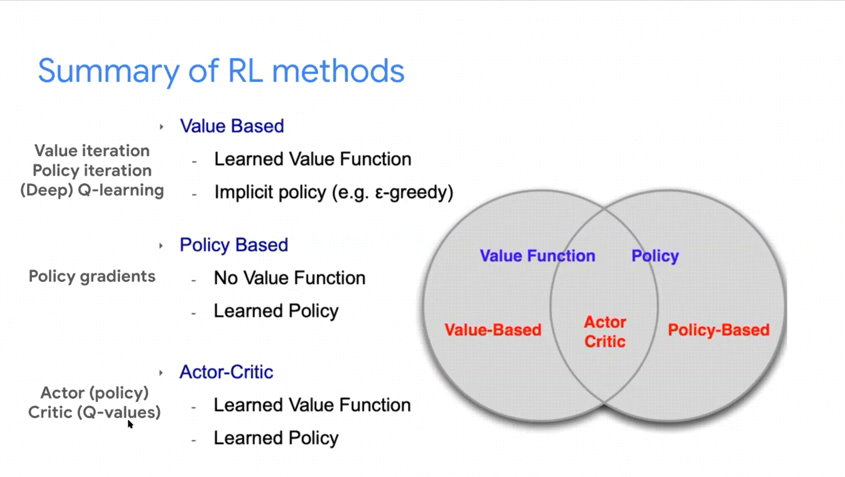 Summary of RL methods
Value iteration
Policy iteration
(Deep) Q-learning
Value Based
- Learned Value Function
- Implicit policy (e.g. ε-greedy)
Policy gradients
Policy Based
- No Value Function
- Learned Policy
Actor (policy)
Critic (Q-values)
Actor-Critic
- Learned Value Function
- Learned Policy
Value Function
Policy
Value-Based
Actor
Critic
Policy-Based